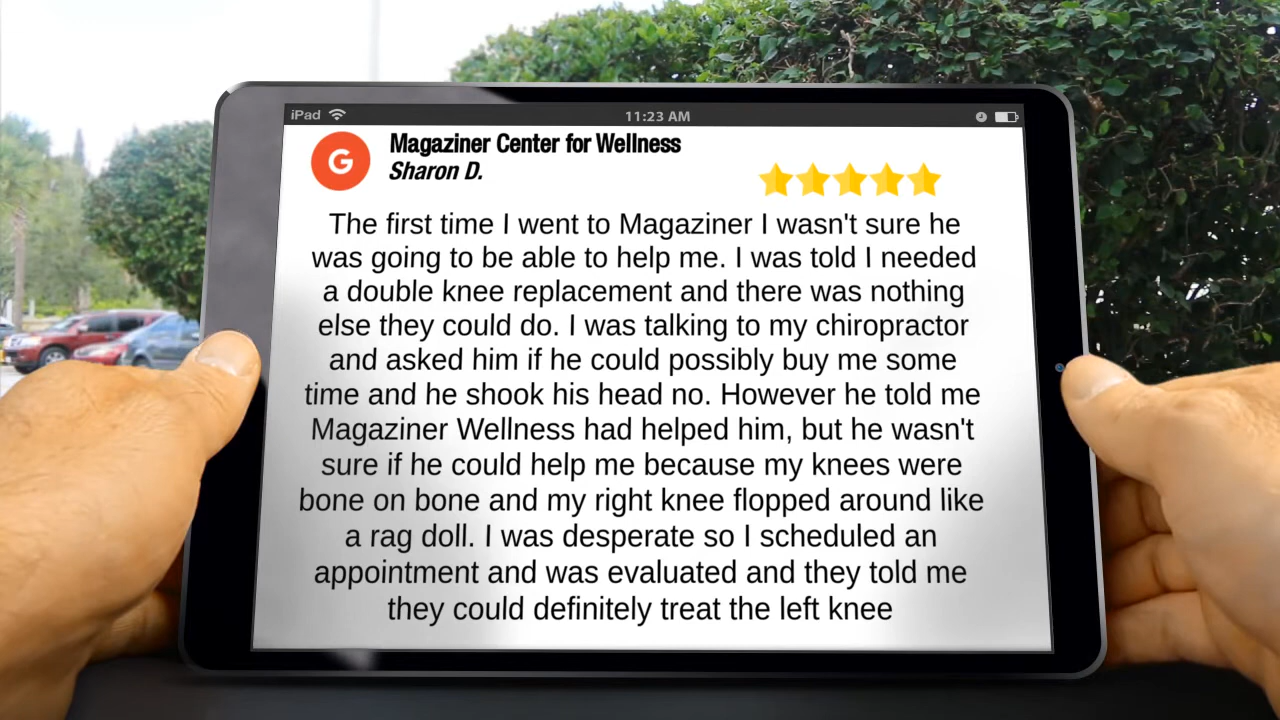 iPad
11:23 AM
G
Magaziner Center for Wellness
Sharon D.
The first time I went to Magaziner I wasn't sure he
was going to be able to help me. I was told I needed
a double knee replacement and there was nothing
else they could do. I was talking to my chiropractor
and asked him if he could possibly buy me some
time and he shook his head no. However he told me
Magaziner Wellness had helped him, but he wasn't
sure if he could help me because my knees were
bone on bone and my right knee flopped around like
a rag doll. I was desperate so I scheduled an
appointment and was evaluated and they told me
they could definitely treat the left knee